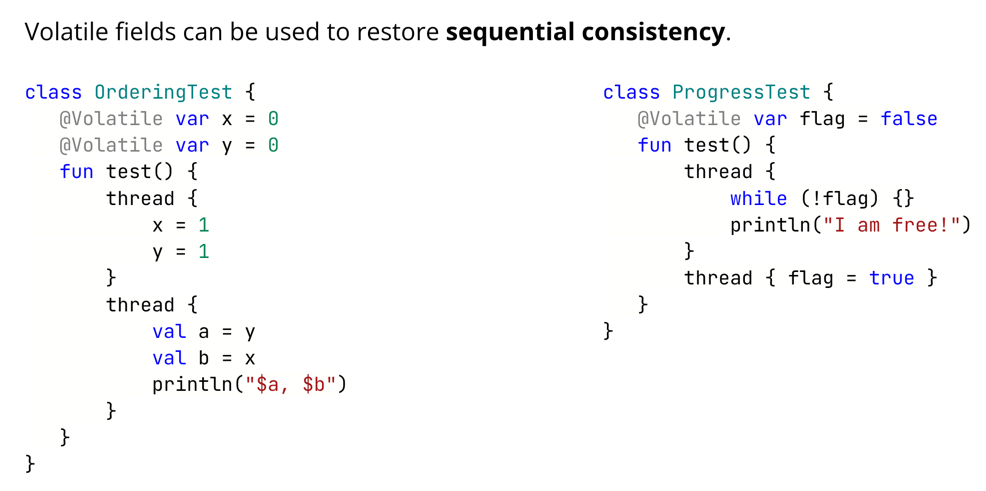 Volatile fields can be used to restore sequential consistency.
class OrderingTest {
@Volatile var x = 0
@Volatile var y = 0
fun test() {
thread {
x = 1
y = 1
}
thread {
val a = y
val b = x
println("$a, $b")
}
}
}
class ProgressTest {
@Volatile var flag = false
fun test() {
thread {
while (!flag) {}
println("I am free!")
}
thread { flag = true }
}
}